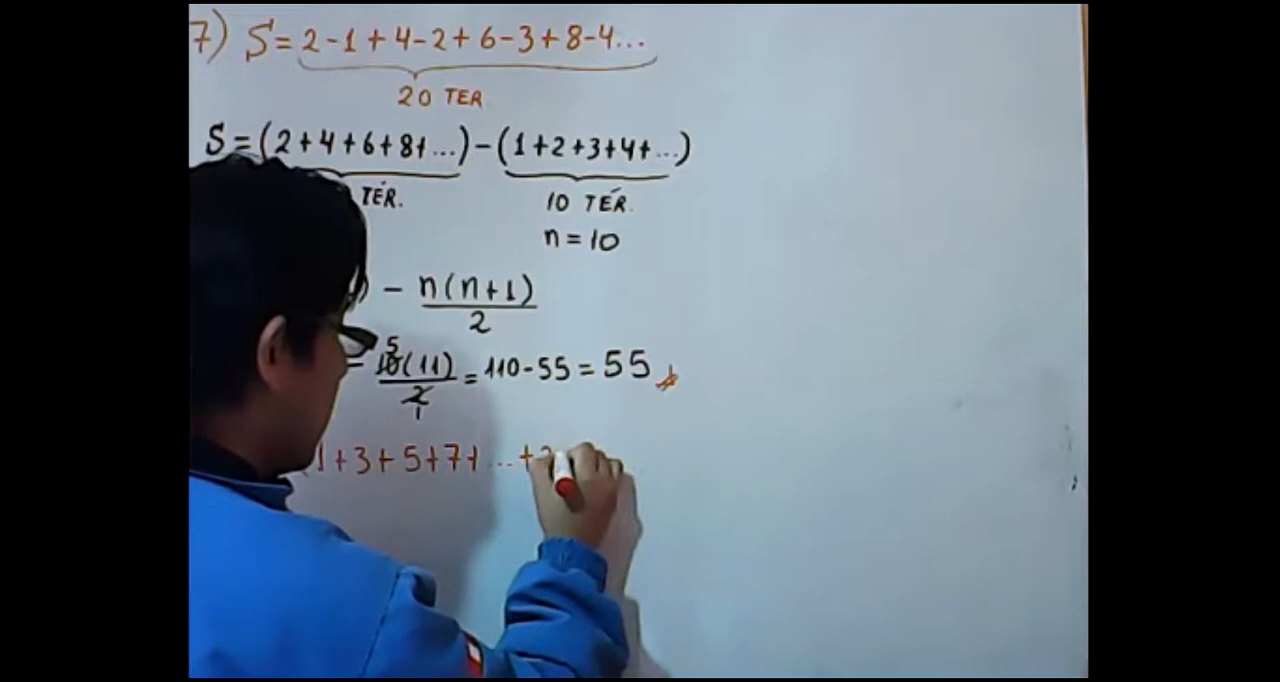 7) S = 2 - 1 + 4 - 2 + 6 - 3 + 8 - 4 ...
20 TER.
S = (2 + 4 + 6 + 8 + ...) - (1 + 2 + 3 + 4 + ...)
TÉR. 10 TÉR.
n = 10
) - n(n+1)/2
- 10(11)/2 5 1 = 110 - 55 = 55
(1 + 3 + 5 + 7 + ... +